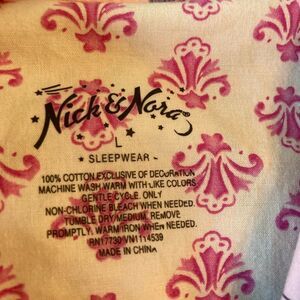 Nick & Nora
L
SLEEPWEAR
100% COTTON EXCLUSIVE OF DECORATION
MACHINE WASH WARM WITH LIKE COLORS
GENTLE CYCLE ONLY
NON-CHLORINE BLEACH WHEN NEEDED.
TUMBLE DRY MEDIUM. REMOVE
PROMPTLY. WARM IRON WHEN NEEDED.
RN17730 VN1114539
MADE IN CHINA